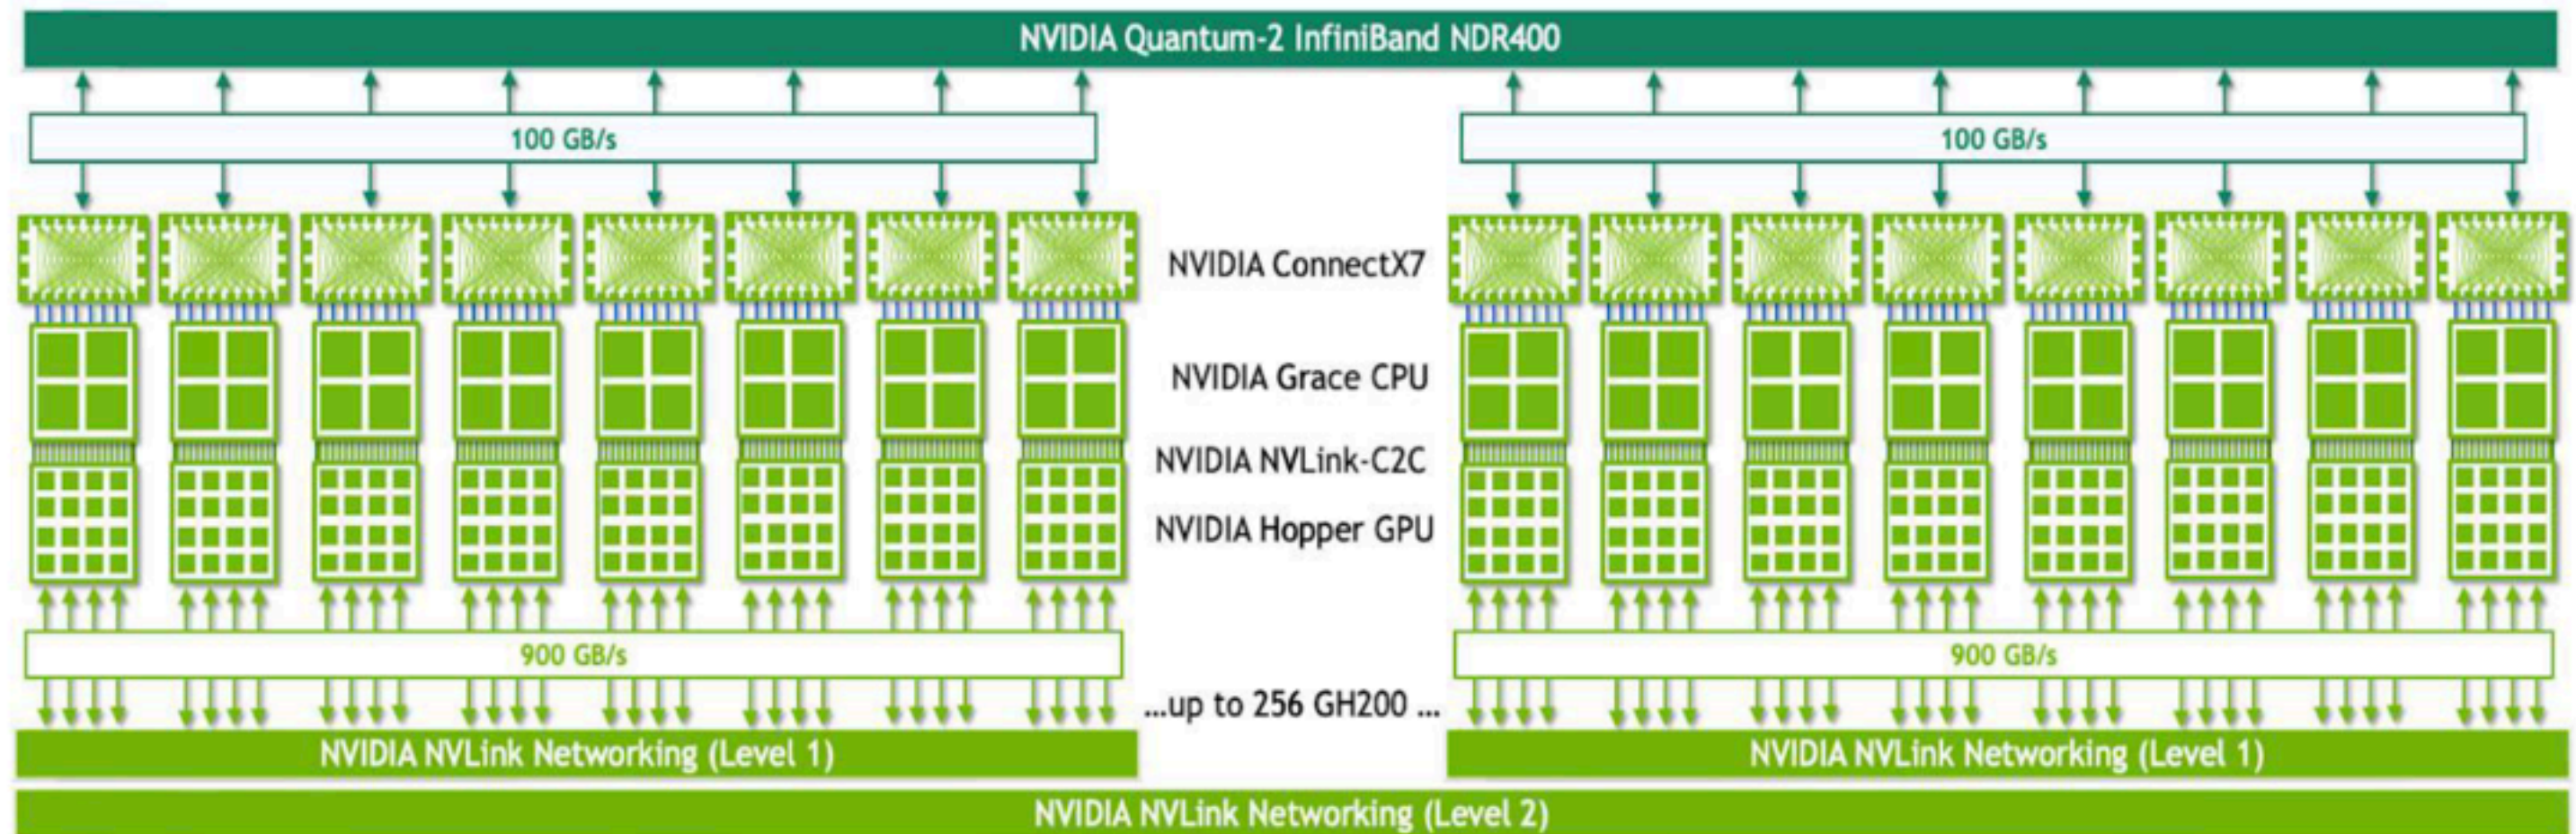 NVIDIA Quantum-2 InfiniBand NDR400
100 GB/s
100 GB/s
NVIDIA ConnectX7
NVIDIA Grace CPU
NVIDIA NVLink-C2C
NVIDIA Hopper GPU
900 GB/s
900 GB/s
...up to 256 GH200 ...
NVIDIA NVLink Networking (Level 1)
NVIDIA NVLink Networking (Level 1)
NVIDIA NVLink Networking (Level 2)